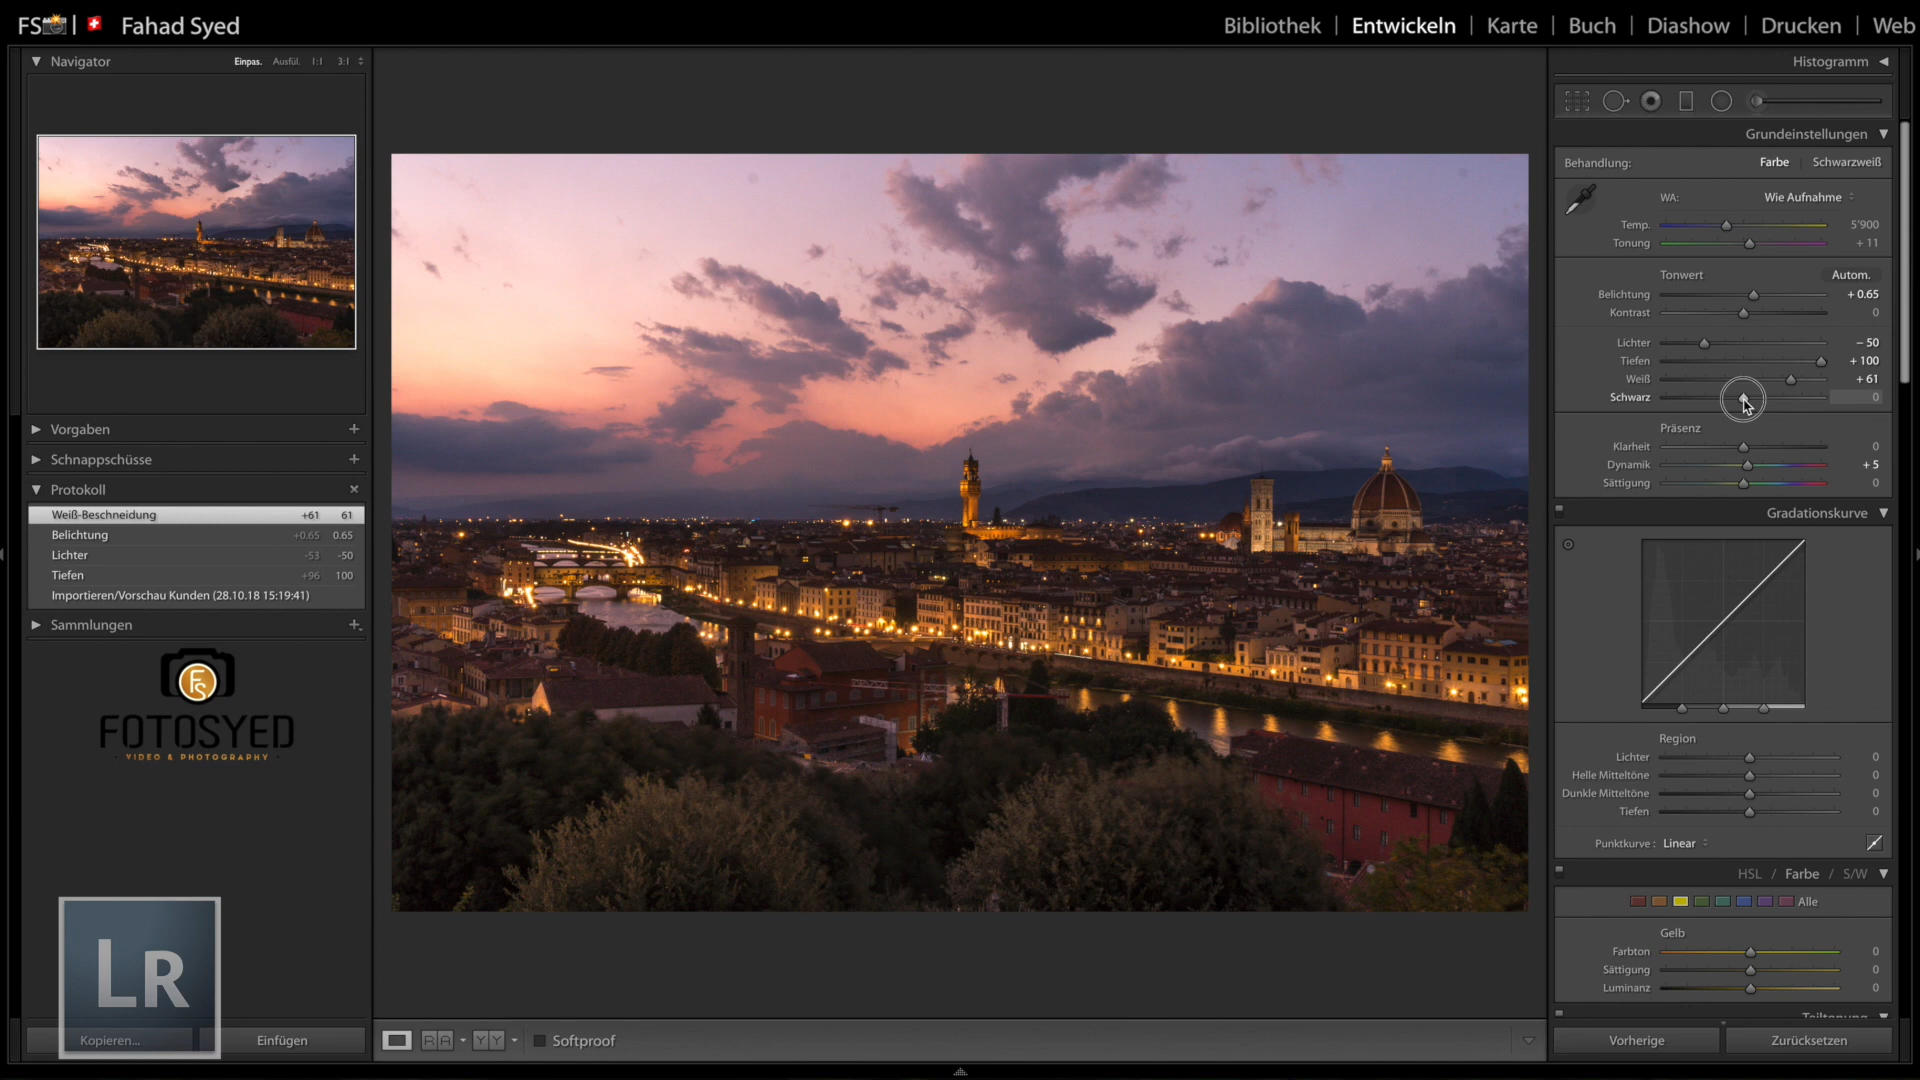 FS | Fahad Syed
Bibliothek | Entwickeln | Karte | Buch | Diashow | Drucken | Web
Navigator Einpas. Ausfül. 1:1 3:1
Vorgaben +
Schnappschüsse +
Protokoll ×
Weiß-Beschneidung +61 61
Belichtung +0.65 0.65
Lichter -53 -50
Tiefen +96 100
Importieren/Vorschau Kunden (28.10.18 15:19:41)
Sammlungen +
FS
FOTOSYED
VIDEO & PHOTOGRAPHY
LR
Kopieren... Einfügen
RA YY Softproof
Histogramm
Grundeinstellungen
Behandlung: Farbe | Schwarzweiß
WA: Wie Aufnahme
Temp. 5'900
Tonung + 11
Tonwert Autom.
Belichtung + 0.65
Kontrast 0
Lichter − 50
Tiefen + 100
Weiß + 61
Schwarz 0
Präsenz
Klarheit 0
Dynamik + 5
Sättigung 0
Gradationskurve
Region
Lichter 0
Helle Mitteltöne 0
Dunkle Mitteltöne 0
Tiefen 0
Punktkurve : Linear
HSL / Farbe / S/W
Alle
Gelb
Farbton 0
Sättigung 0
Luminanz 0
Teiltonung
Vorherige Zurücksetzen